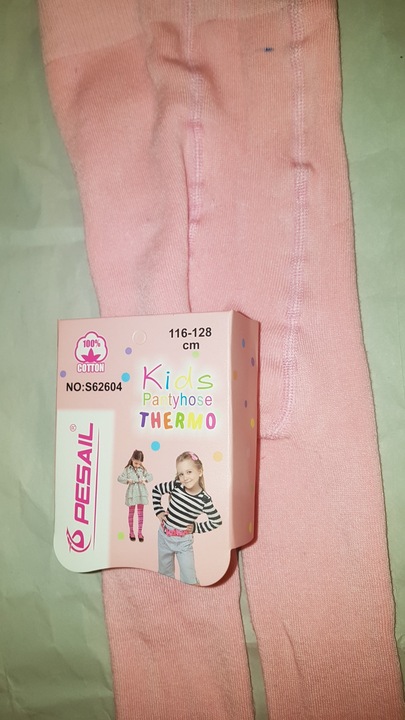 100%
COTTON
116-128
cm
NO:S62604
Kids
Pantyhose
THERMO
PESAIL®